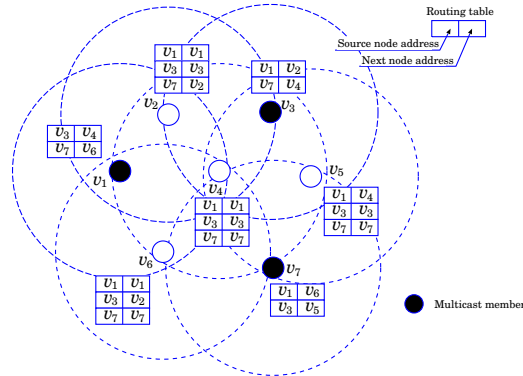 Routing table
Source node address
Next node address
v1 v1
v3 v3
v7 v2
v2
v1 v2
v7 v4
v3
v3 v4
v7 v6
v1
v4
v1 v1
v3 v3
v7 v7
v5
v1 v4
v3 v3
v7 v7
v6
v1 v1
v3 v2
v7 v7
v7
v1 v6
v3 v5
Multicast member